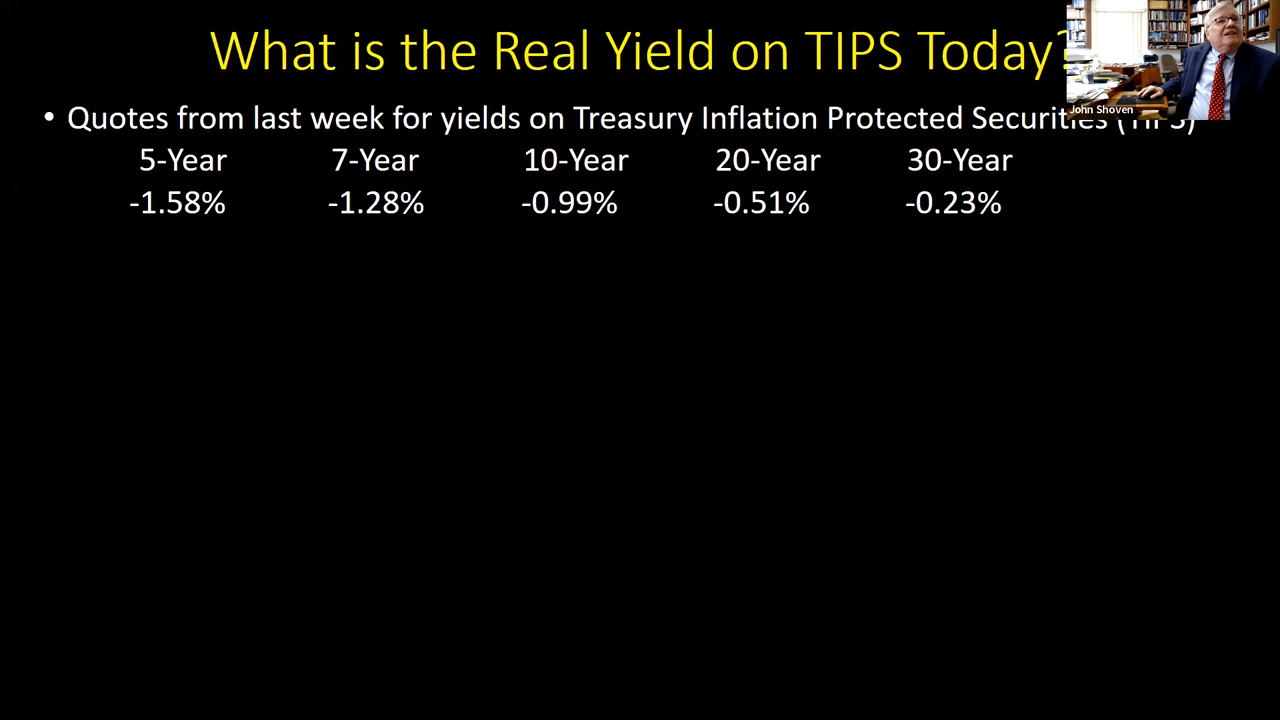 What is the Real Yield on TIPS Today?
John Shoven
• Quotes from last week for yields on Treasury Inflation Protected Securities (TIPS)
5-Year 7-Year 10-Year 20-Year 30-Year
-1.58% -1.28% -0.99% -0.51% -0.23%